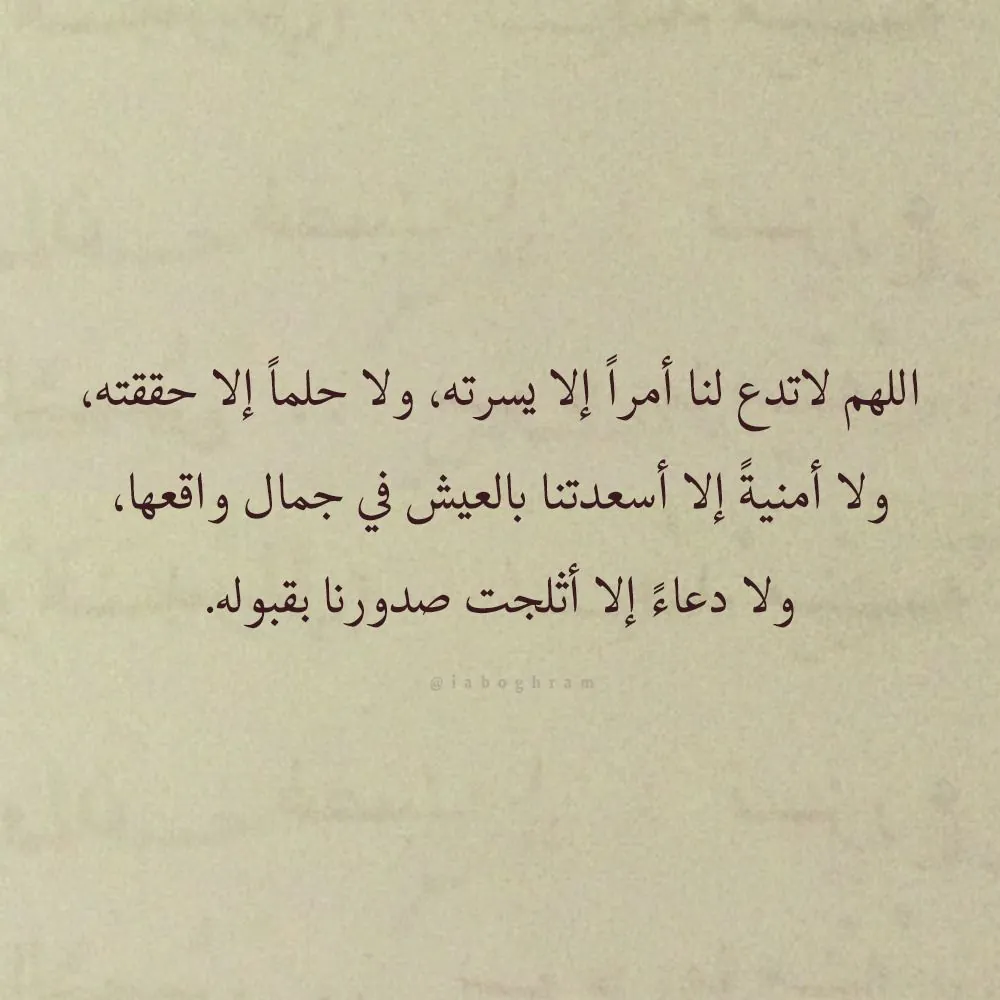 اللهم لاتدع لنا أمراً إلا يسرته، ولا حلماً إلا حققته،
ولا أمنيةً إلا أسعدتنا بالعيش في جمال واقعها،
ولا دعاءً إلا أثلجت صدورنا بقبوله.
@iaboghram